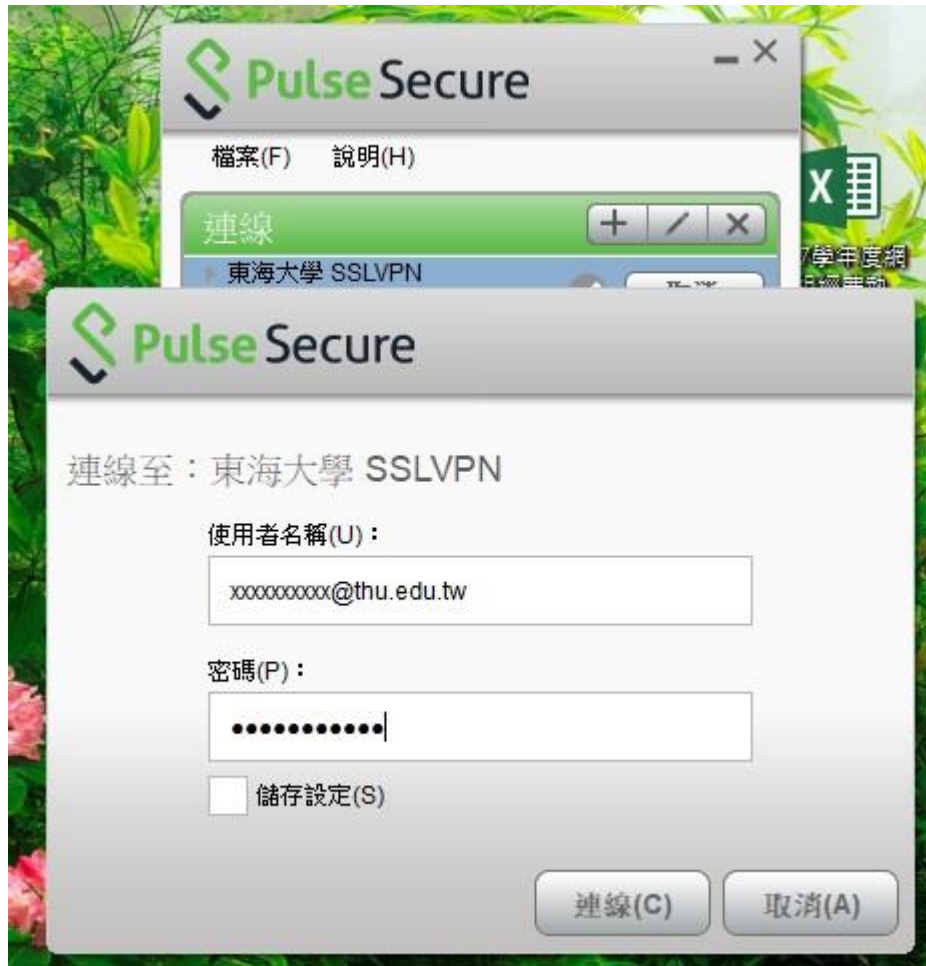 Pulse Secure
檔案(F) 說明(H)
連線
東海大學 SSLVPN
7學年度網
Pulse Secure
連線至：東海大學 SSLVPN
使用者名稱(U)：
xxxxxxxxxx@thu.edu.tw
密碼(P)：
•••••••••••
儲存設定(S)
連線(C) 取消(A)